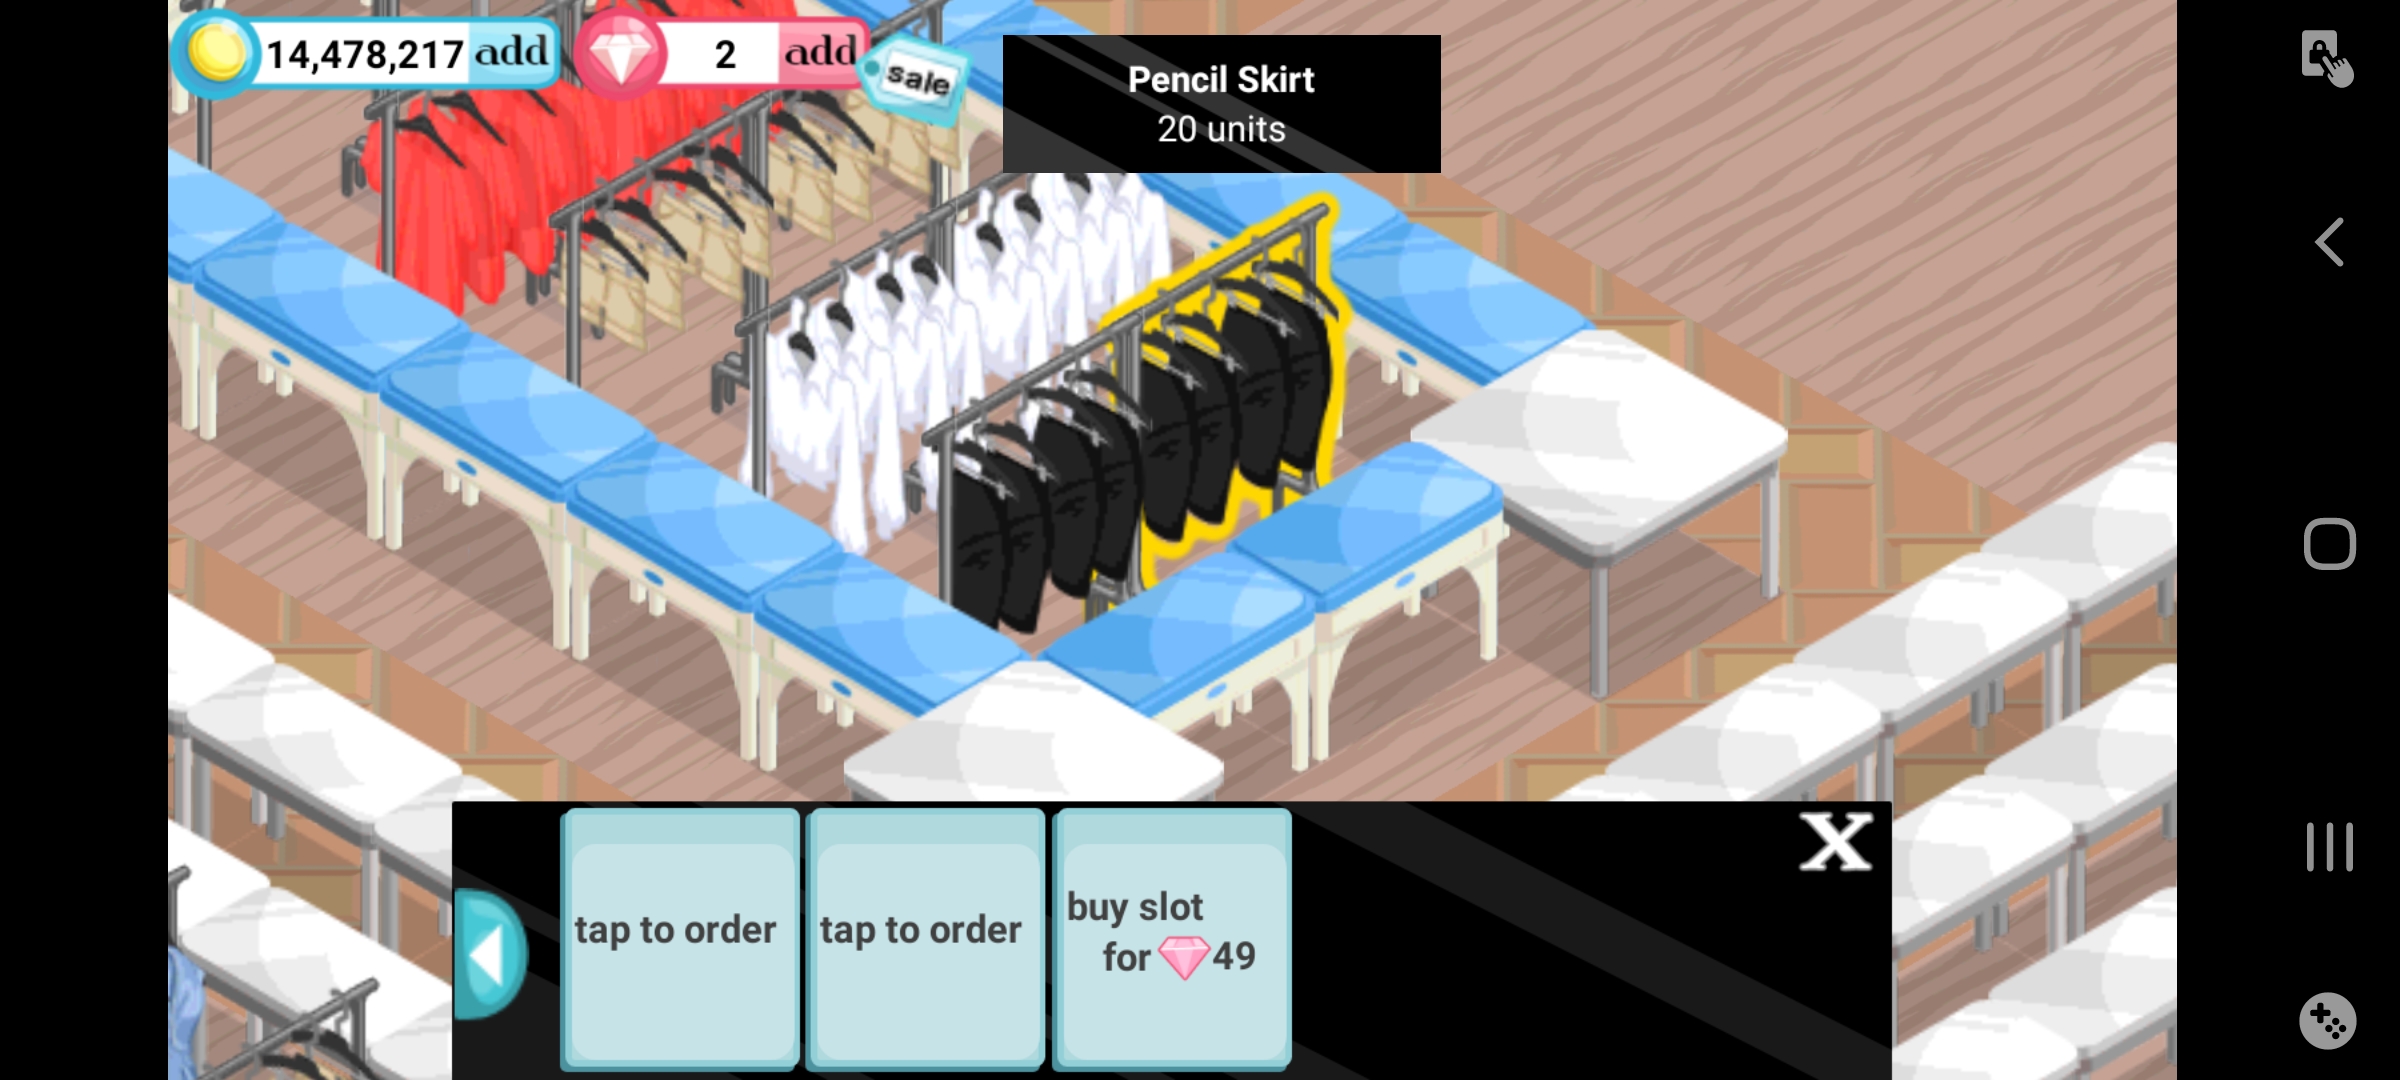 14,478,217 add
2 add
sale
Pencil Skirt
20 units
X
tap to order
tap to order
buy slot
for 49